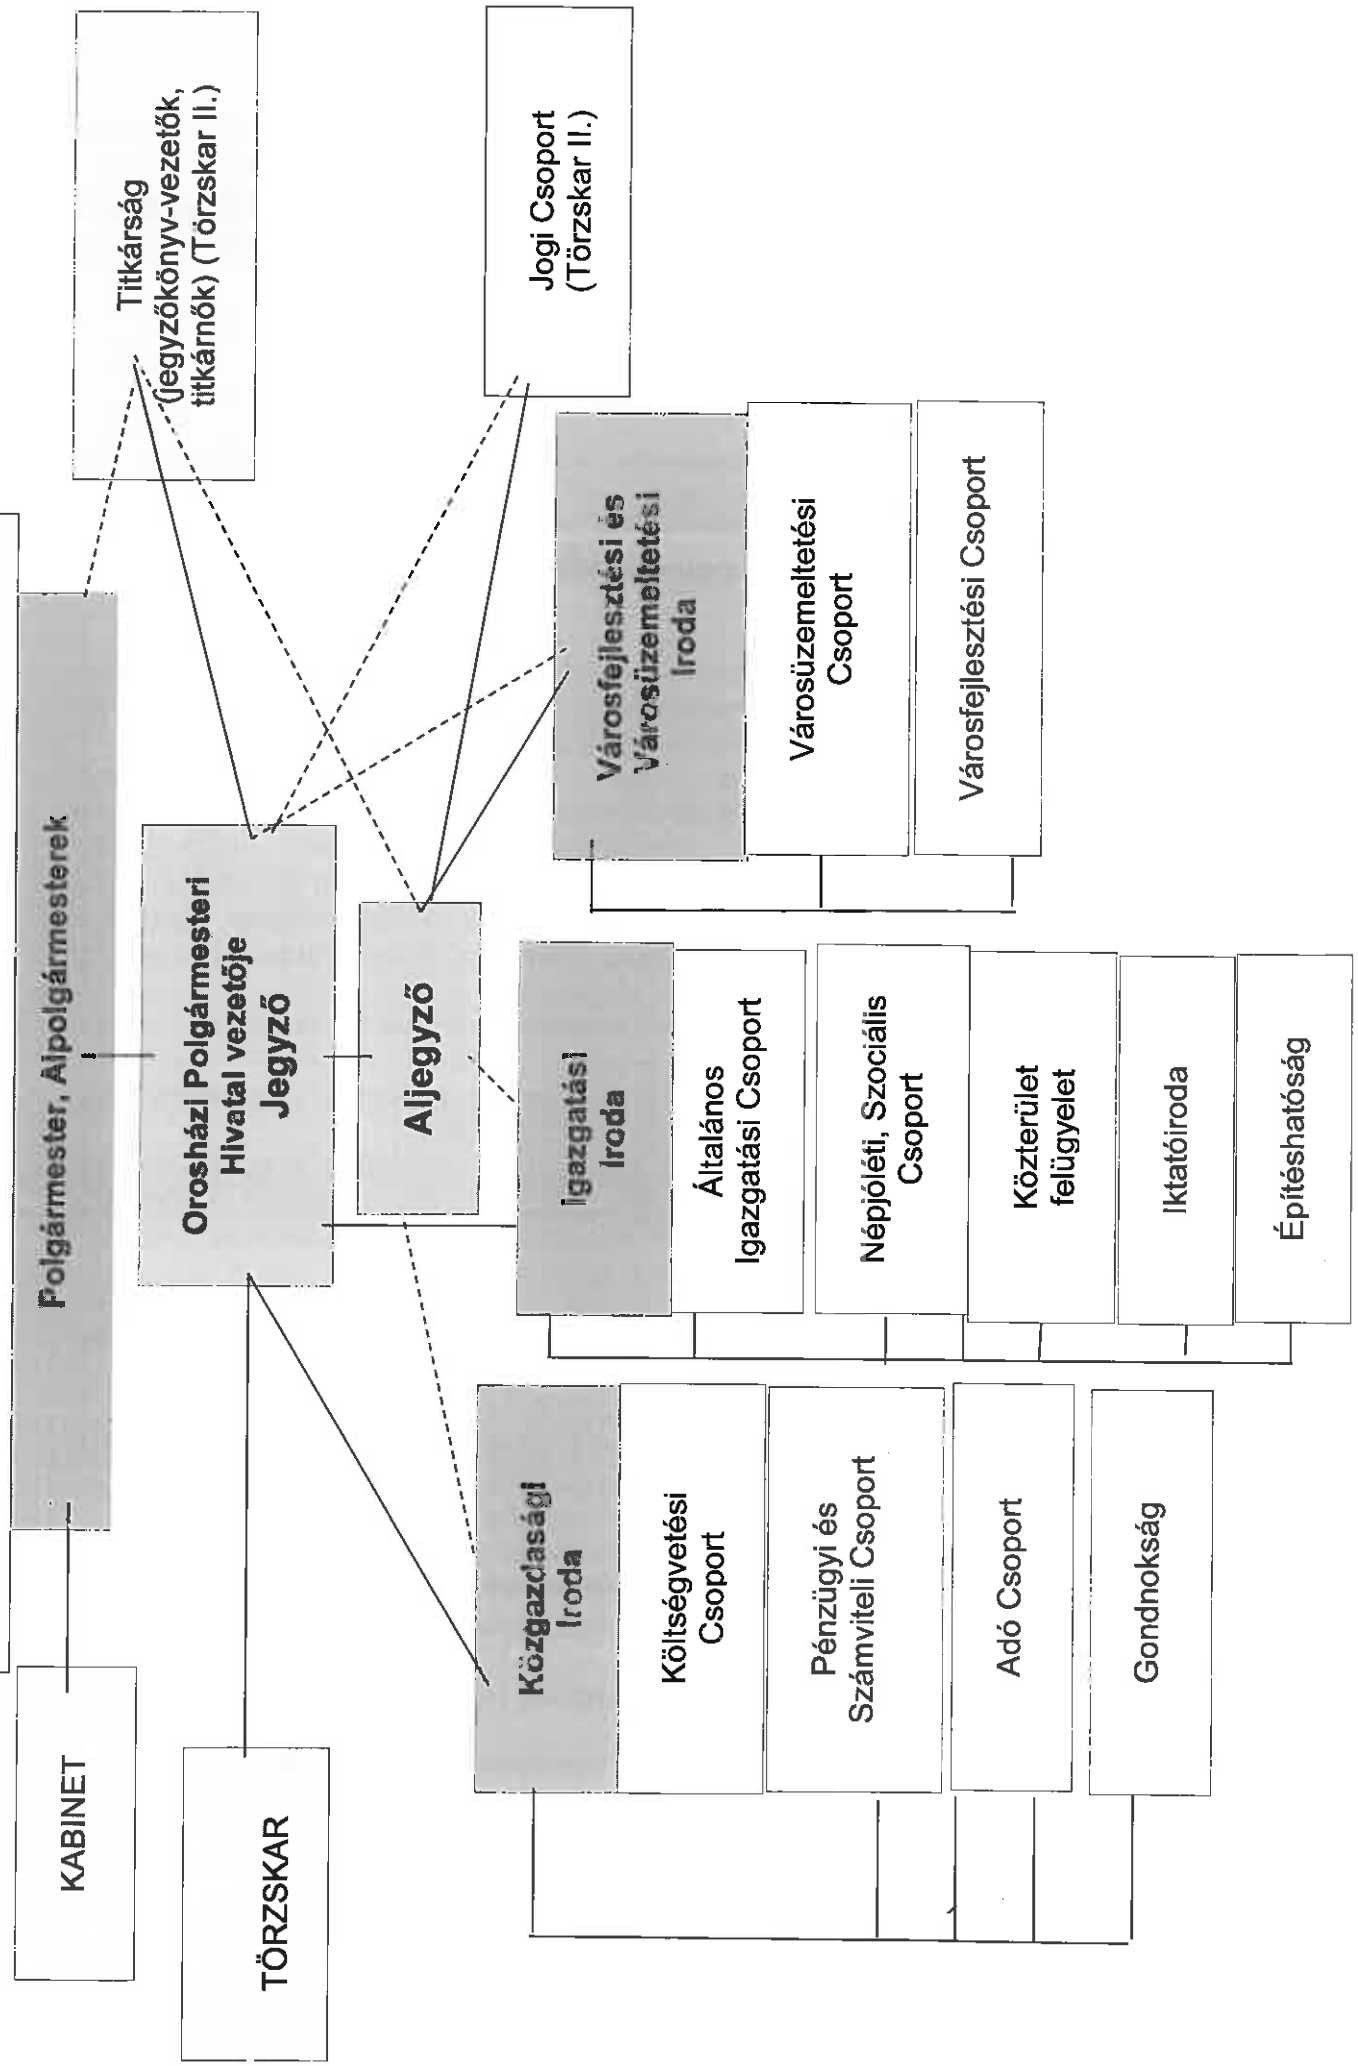 Polgármester, Alpolgármesterek
KABINET
Titkárság
(jegyzőkönyv-vezetők,
titkárnők) (Törzskar II.)
Orosházi Polgármesteri
Hivatal vezetője
Jegyző
TÖRZSKAR
Aljegyző
Jogi Csoport
(Törzskar II.)
Közgazdasági
Iroda
Költségvetési
Csoport
Pénzügyi és
Számviteli Csoport
Adó Csoport
Gondnokság
Igazgatási
Iroda
Általános
Igazgatási Csoport
Népjóléti, Szociális
Csoport
Közterület
felügyelet
Iktatóiroda
Építéshatóság
Városfejlesztési és
Városüzemeltetési
Iroda
Városüzemeltetési
Csoport
Városfejlesztési Csoport